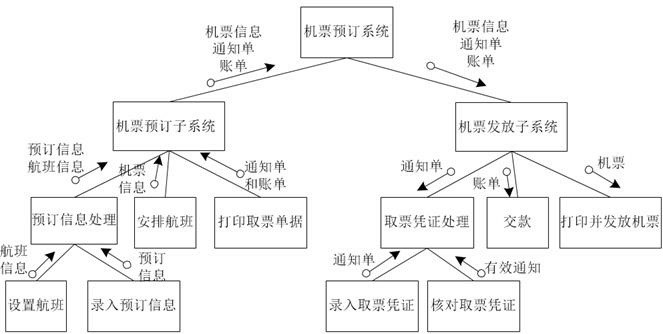 机票信息
通知单
账单
机票预订系统
机票信息
通知单
账单
机票预订子系统
机票发放子系统
预订信息
航班信息
机票
信息
通知单
和账单
通知单
账单
机票
预订信息处理
安排航班
打印取票单据
取票凭证处理
交款
打印并发放机票
航班
信息
预订
信息
通知单
有效通知
设置航班
录入预订信息
录入取票凭证
核对取票凭证